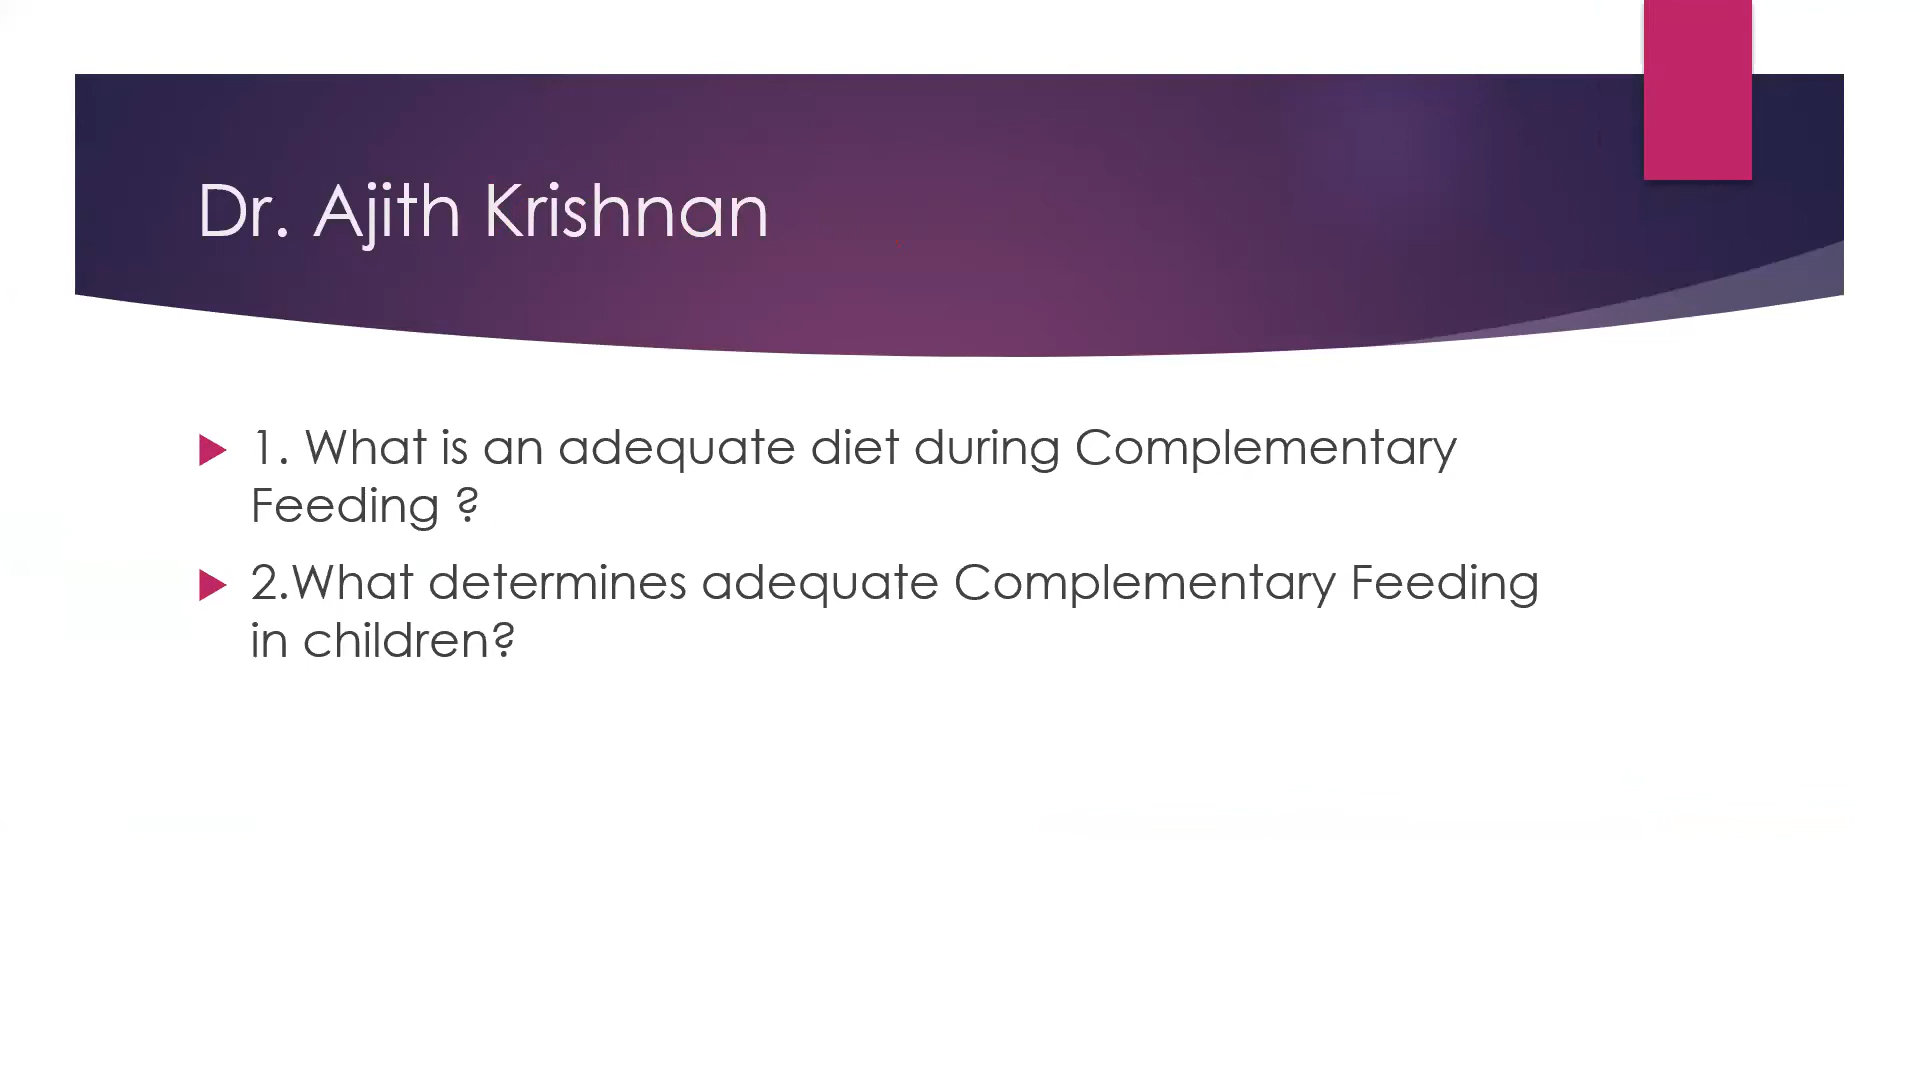 Dr. Ajith Krishnan
1. What is an adequate diet during Complementary
Feeding ?
2.What determines adequate Complementary Feeding
in children?